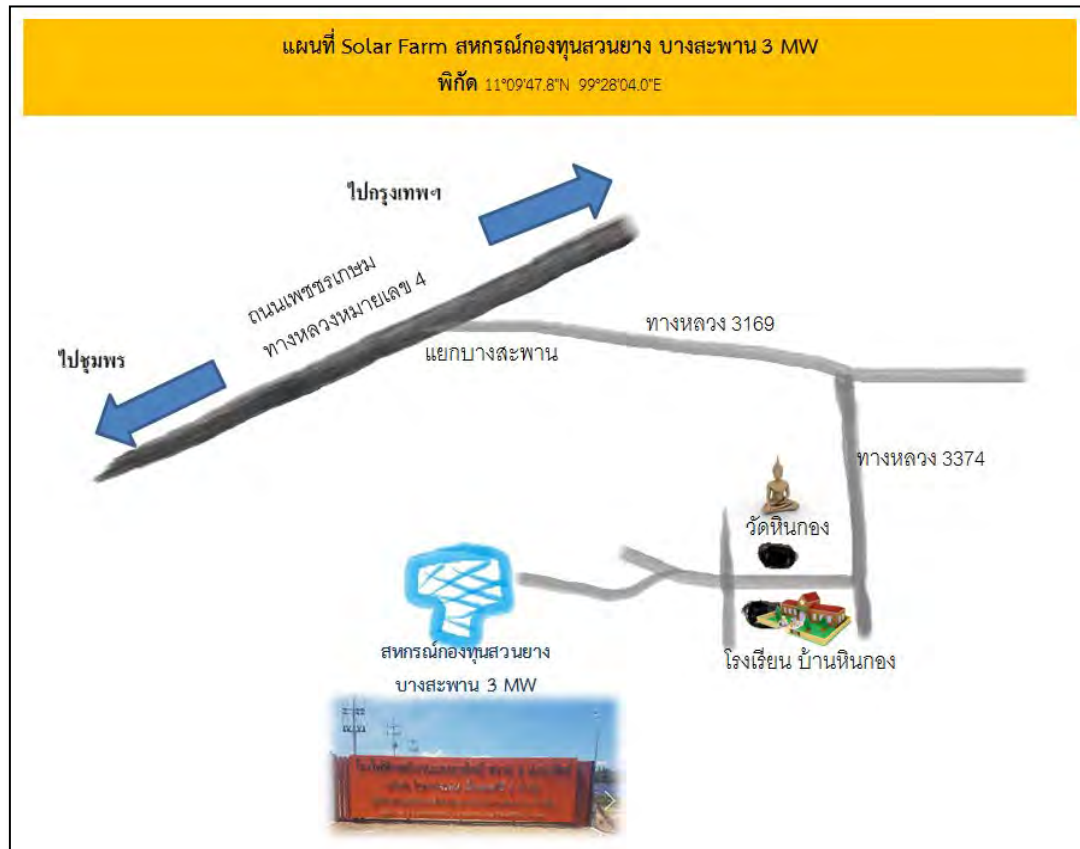 แผนที่ Solar Farm สหกรณ์กองทุนสวนยาง บางสะพาน 3 MW
พิกัด 11°09'47.8"N 99°28'04.0"E
ไปกรุงเทพฯ
ถนนเพชรเกษม
ทางหลวงหมายเลข 4
ทางหลวง 3169
แยกบางสะพาน
ไปชุมพร
ทางหลวง 3374
วัดหินกอง
โรงเรียน บ้านหินกอง
สหกรณ์กองทุนสวนยาง
บางสะพาน 3 MW